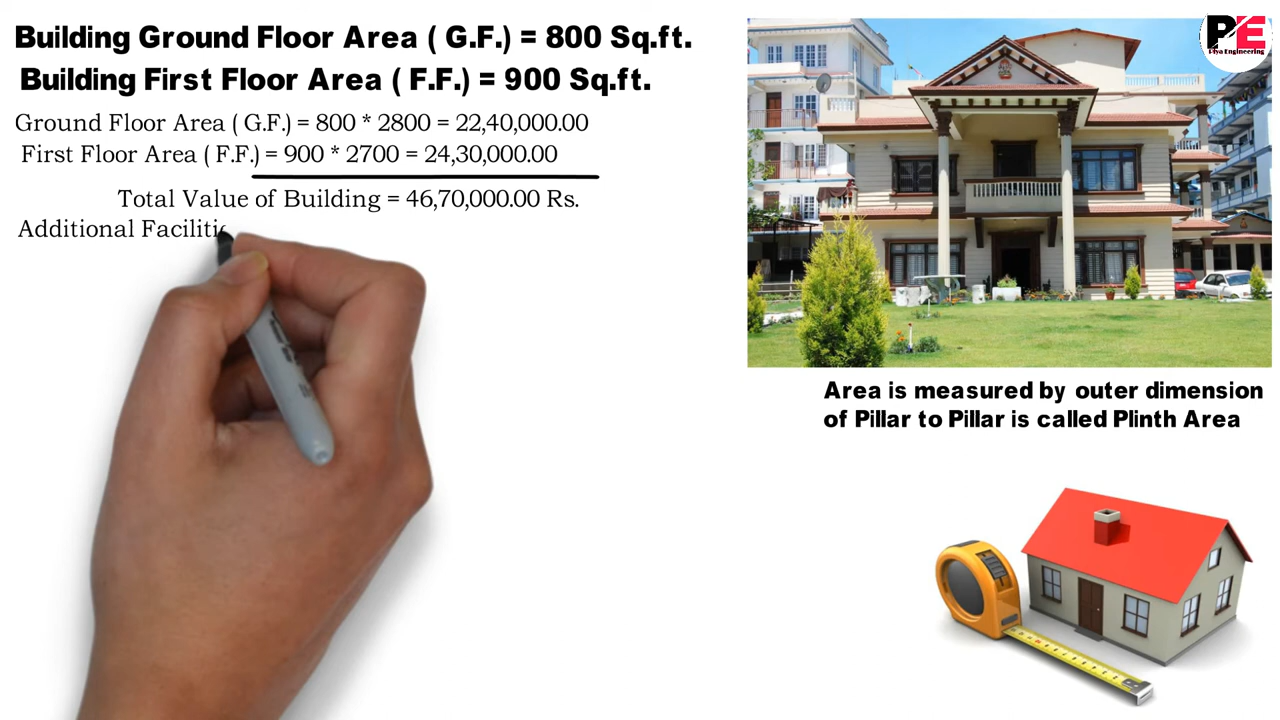 Building Ground Floor Area ( G.F.) = 800 Sq.ft.
Building First Floor Area ( F.F.) = 900 Sq.ft.
Ground Floor Area ( G.F.) = 800 * 2800 = 22,40,000.00
First Floor Area ( F.F.) = 900 * 2700 = 24,30,000.00
Total Value of Building = 46,70,000.00 Rs.
Additional Faciliti
PE
Piya Engineering
Area is measured by outer dimension
of Pillar to Pillar is called Plinth Area